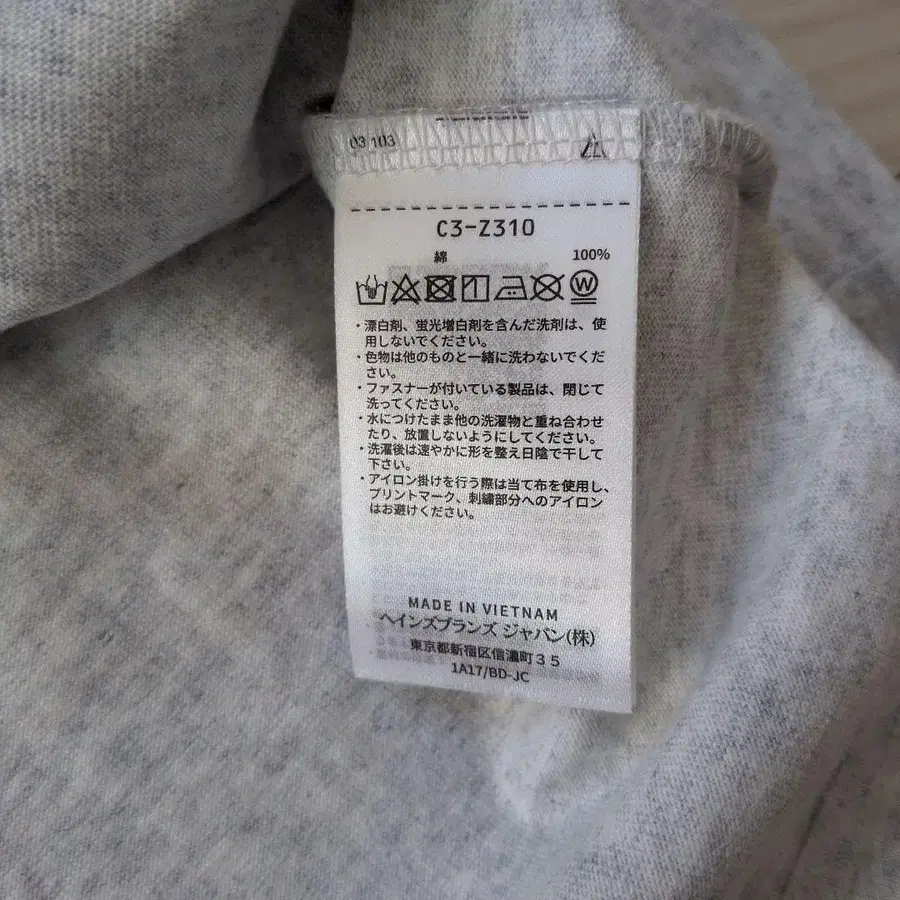 03 103
C3-Z310
綿 100%
W
・漂白剤、蛍光増白剤を含んだ洗剤は、使
用しないでください。
・色物は他のものと一緒に洗わないでくだ
さい。
・ファスナーが付いている製品は、閉じて
洗ってください。
・水につけたまま他の洗濯物と重ね合わせ
たり、放置しないようにしてください。
・洗濯後は速やかに形を整え日陰で干して
下さい。
・アイロン掛けを行う際は当て布を使用し、
プリントマーク、刺繍部分へのアイロン
はお避けください。
MADE IN VIETNAM
ヘインズブランズ ジャパン(株)
東京都新宿区信濃町35
1A17/BD-JC